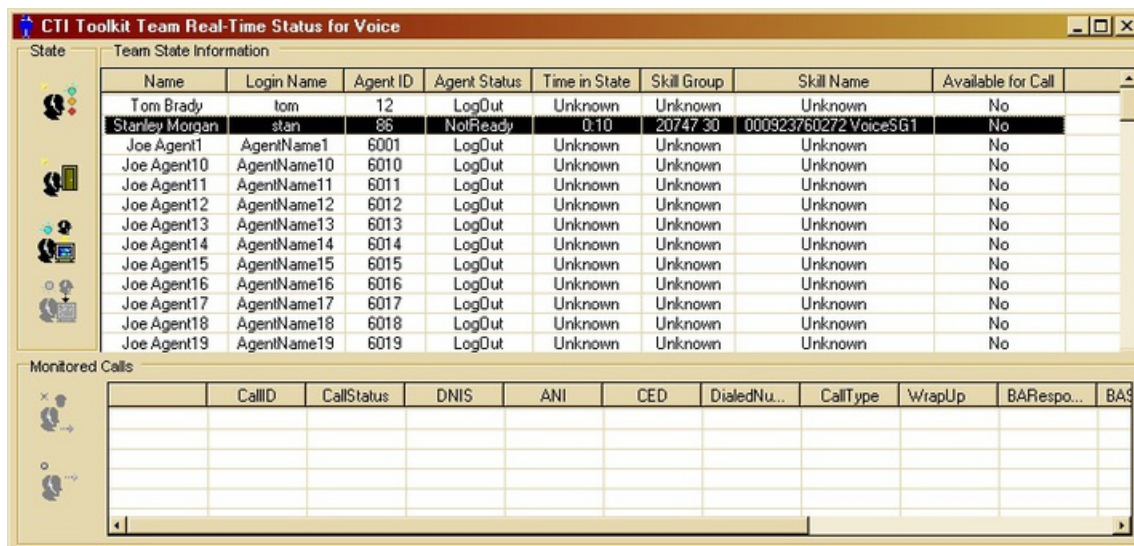 CTI Toolkit Team Real-Time Status for Voice
State Team State Information
Name Login Name Agent ID Agent Status Time in State Skill Group Skill Name Available for Call
Tom Brady tom 12 LogOut Unknown Unknown Unknown No
Stanley Morgan stan 86 NotReady 0:10 20747 30 000923760272 VoiceSG1 No
Joe Agent1 AgentName1 6001 LogOut Unknown Unknown Unknown No
Joe Agent10 AgentName10 6010 LogOut Unknown Unknown Unknown No
Joe Agent11 AgentName11 6011 LogOut Unknown Unknown Unknown No
Joe Agent12 AgentName12 6012 LogOut Unknown Unknown Unknown No
Joe Agent13 AgentName13 6013 LogOut Unknown Unknown Unknown No
Joe Agent14 AgentName14 6014 LogOut Unknown Unknown Unknown No
Joe Agent15 AgentName15 6015 LogOut Unknown Unknown Unknown No
Joe Agent16 AgentName16 6016 LogOut Unknown Unknown Unknown No
Joe Agent17 AgentName17 6017 LogOut Unknown Unknown Unknown No
Joe Agent18 AgentName18 6018 LogOut Unknown Unknown Unknown No
Joe Agent19 AgentName19 6019 LogOut Unknown Unknown Unknown No
Monitored Calls
CallID CallStatus DNIS ANI CED DialedNu... CallType WrapUp BARespo... BAS